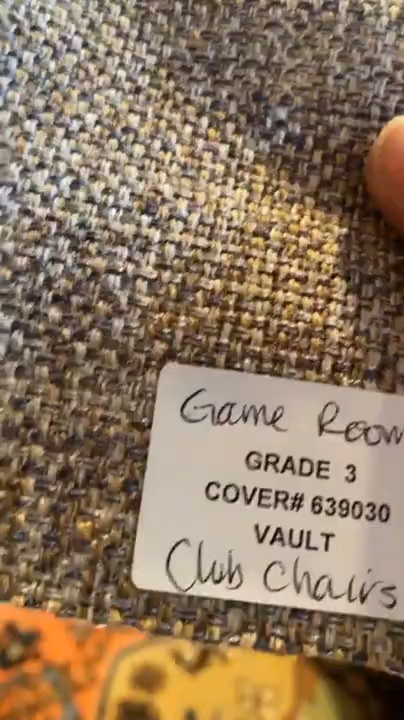 Game Room
GRADE 3
COVER# 639030
VAULT
Club Chairs